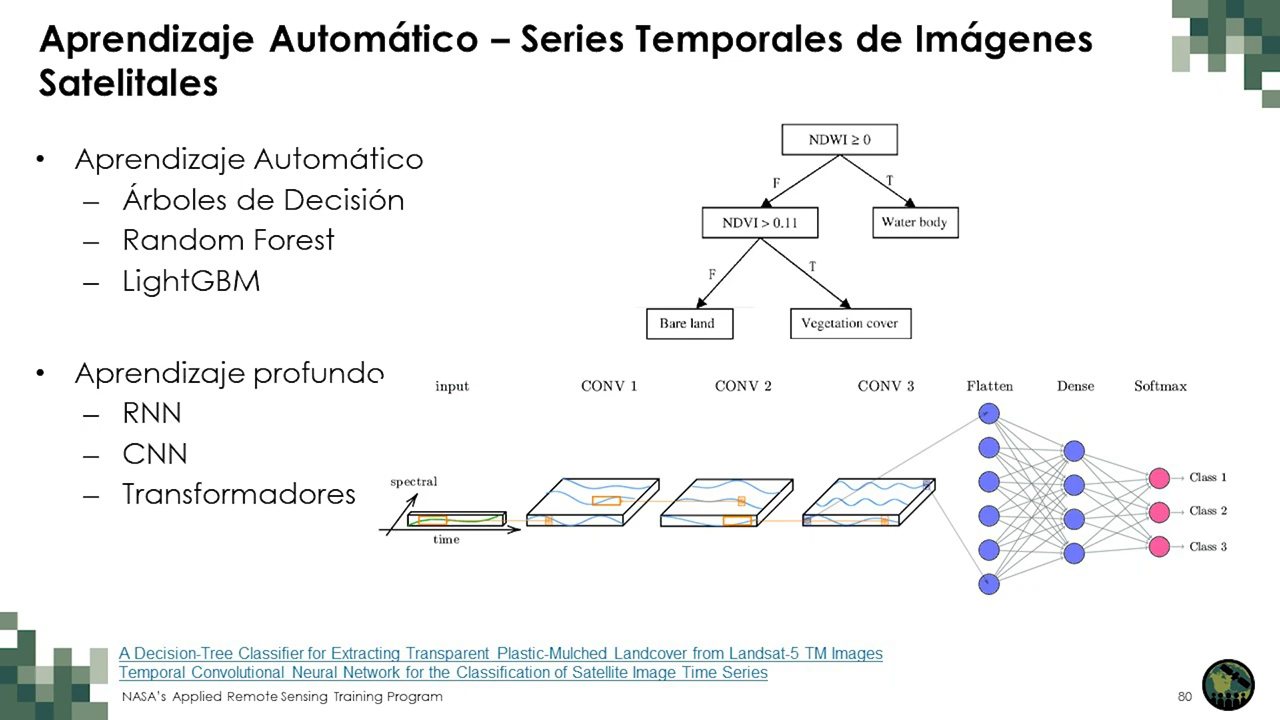 Aprendizaje Automático – Series Temporales de Imágenes
Satelitales
• Aprendizaje Automático
– Árboles de Decisión
– Random Forest
– LightGBM
NDWI ≥ 0
F
T
NDVI > 0.11
Water body
F
T
Bare land
Vegetation cover
• Aprendizaje profundo
– RNN
– CNN
– Transformadores
input
CONV 1
CONV 2
CONV 3
Flatten
Dense
Softmax
spectral
time
Class 1
Class 2
Class 3
A Decision-Tree Classifier for Extracting Transparent Plastic-Mulched Landcover from Landsat-5 TM Images
Temporal Convolutional Neural Network for the Classification of Satellite Image Time Series
NASA's Applied Remote Sensing Training Program
80